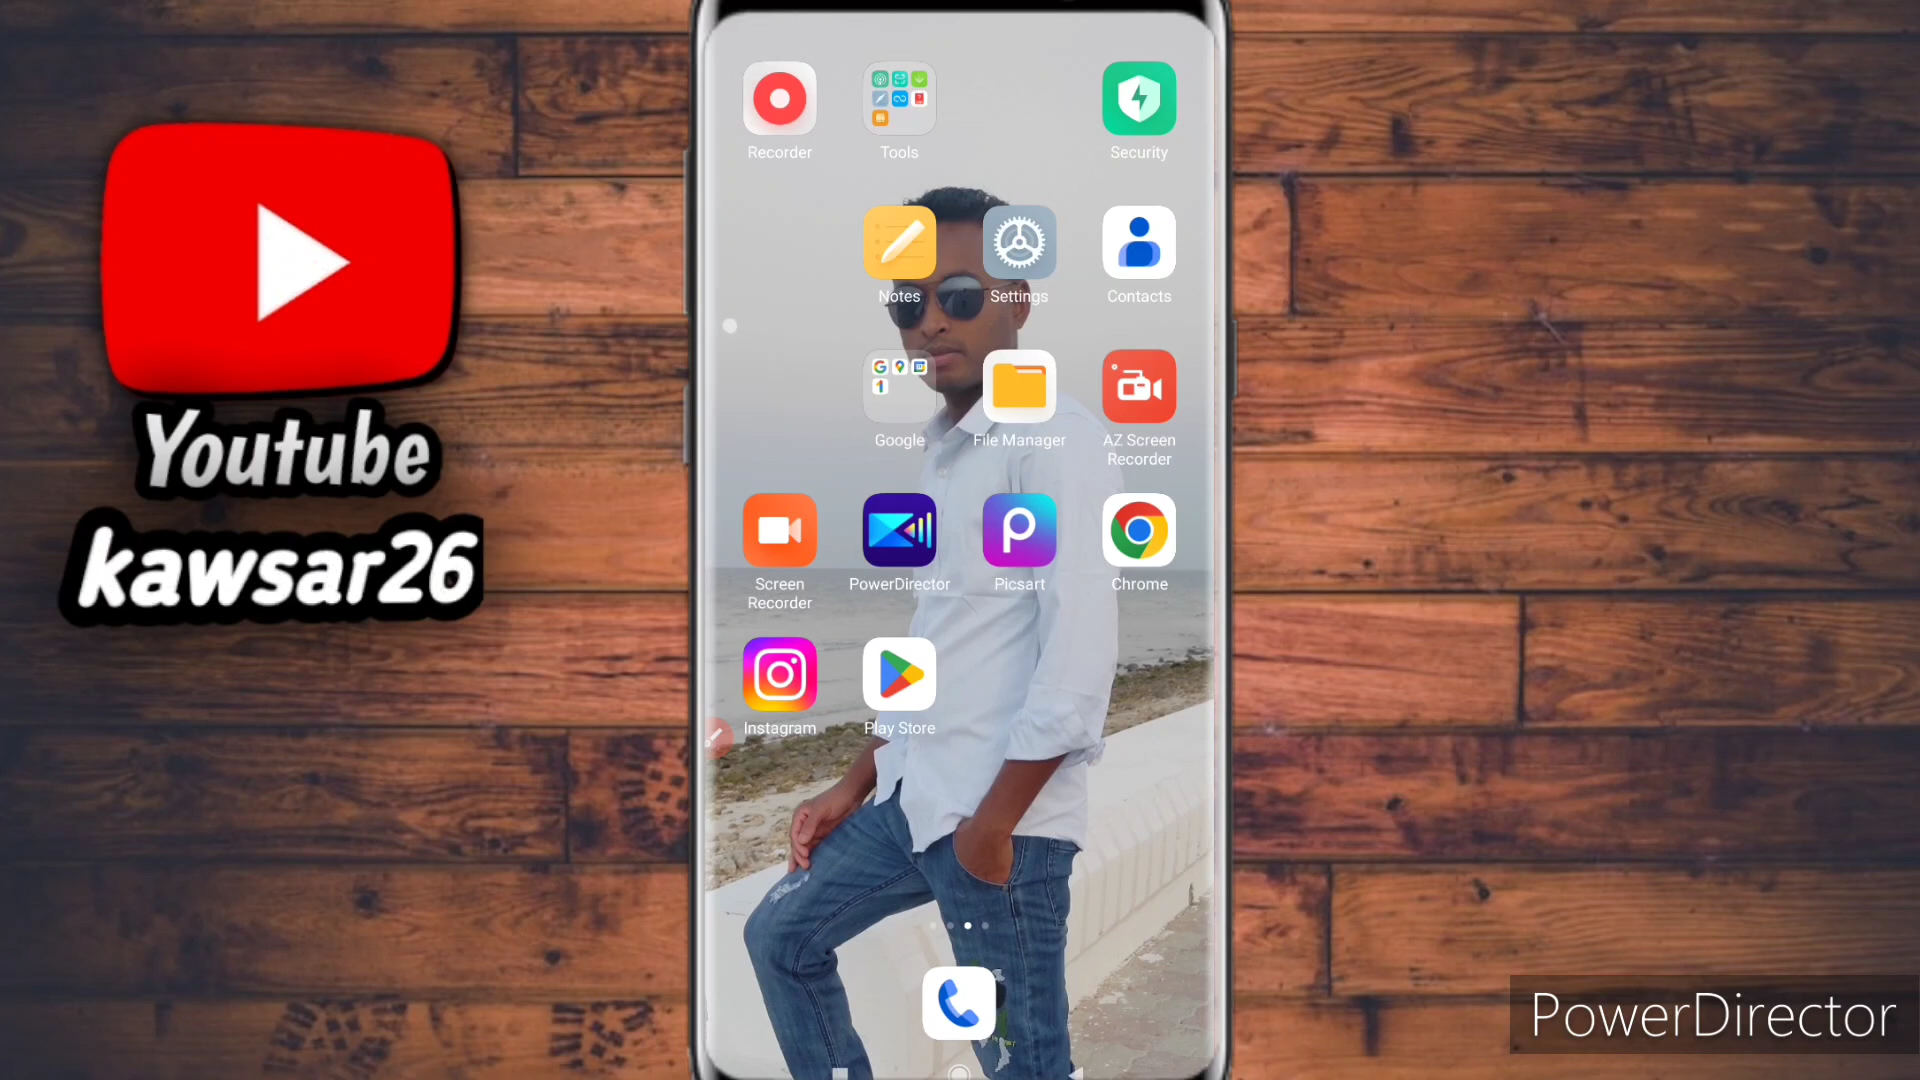 Youtube
kawsar26
Recorder
Tools
Security
Notes
Settings
Contacts
Google
File Manager
AZ Screen
Recorder
Screen
Recorder
PowerDirector
Picsart
Chrome
Instagram
Play Store
PowerDirector